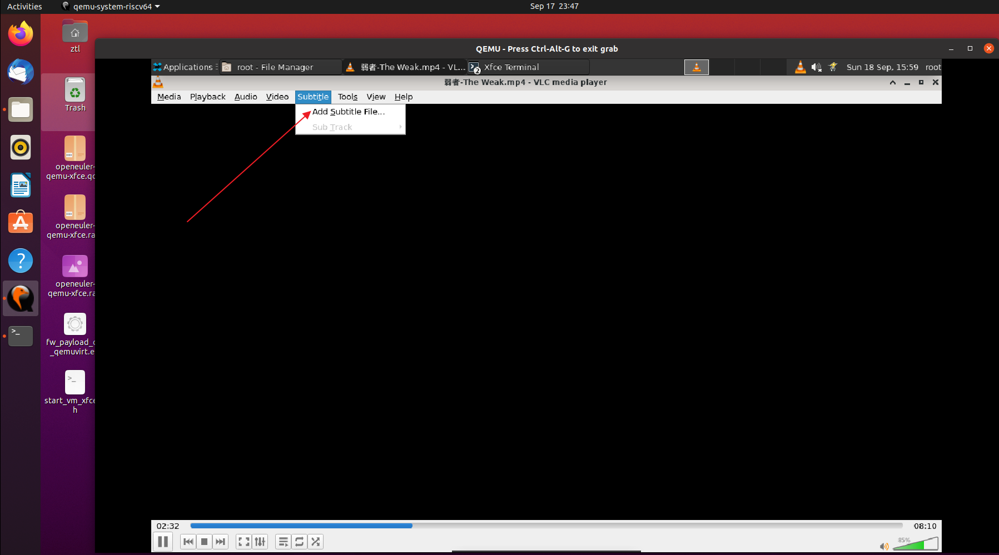 Activities
qemu-system-riscv64
Sep 17 23:47
ztl
Trash
openeuler-
qemu-xfce.qc
openeuler-
qemu-xfce.ra
openeuler-
qemu-xfce.ra
fw_payload_
_qemuvirt.e
start_vm_xfce
h
QEMU - Press Ctrl-Alt-G to exit grab
Applications
root - File Manager
弱者-The Weak.mp4 - VL...
2
Xfce Terminal
Sun 18 Sep, 15:59
root
弱者-The Weak.mp4 - VLC media player
Media Playback Audio Video Subtitle Tools View Help
Add Subtitle File...
Sub Track
02:32
08:10
85%